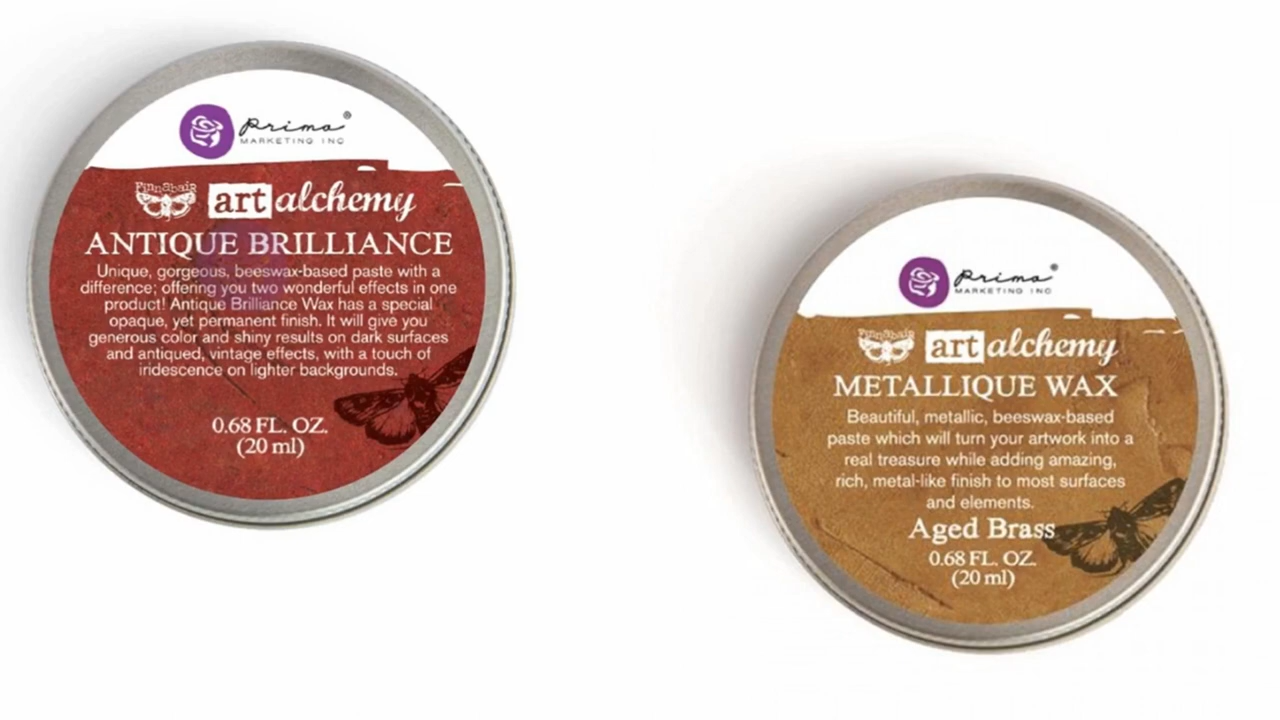 Prima®
MARKETING INC
Finnabair
art alchemy
ANTIQUE BRILLIANCE
Unique, gorgeous, beeswax-based paste with a
difference; offering you two wonderful effects in one
product! Antique Brilliance Wax has a special
opaque, yet permanent finish. It will give you
generous color and shiny results on dark surfaces
and antiqued, vintage effects, with a touch of
iridescence on lighter backgrounds.
0.68 FL. OZ.
(20 ml)
Prima®
MARKETING INC
Finnabair
art alchemy
METALLIQUE WAX
Beautiful, metallic, beeswax-based
paste which will turn your artwork into a
real treasure while adding amazing,
rich, metal-like finish to most surfaces
and elements.
Aged Brass
0.68 FL. OZ.
(20 ml)